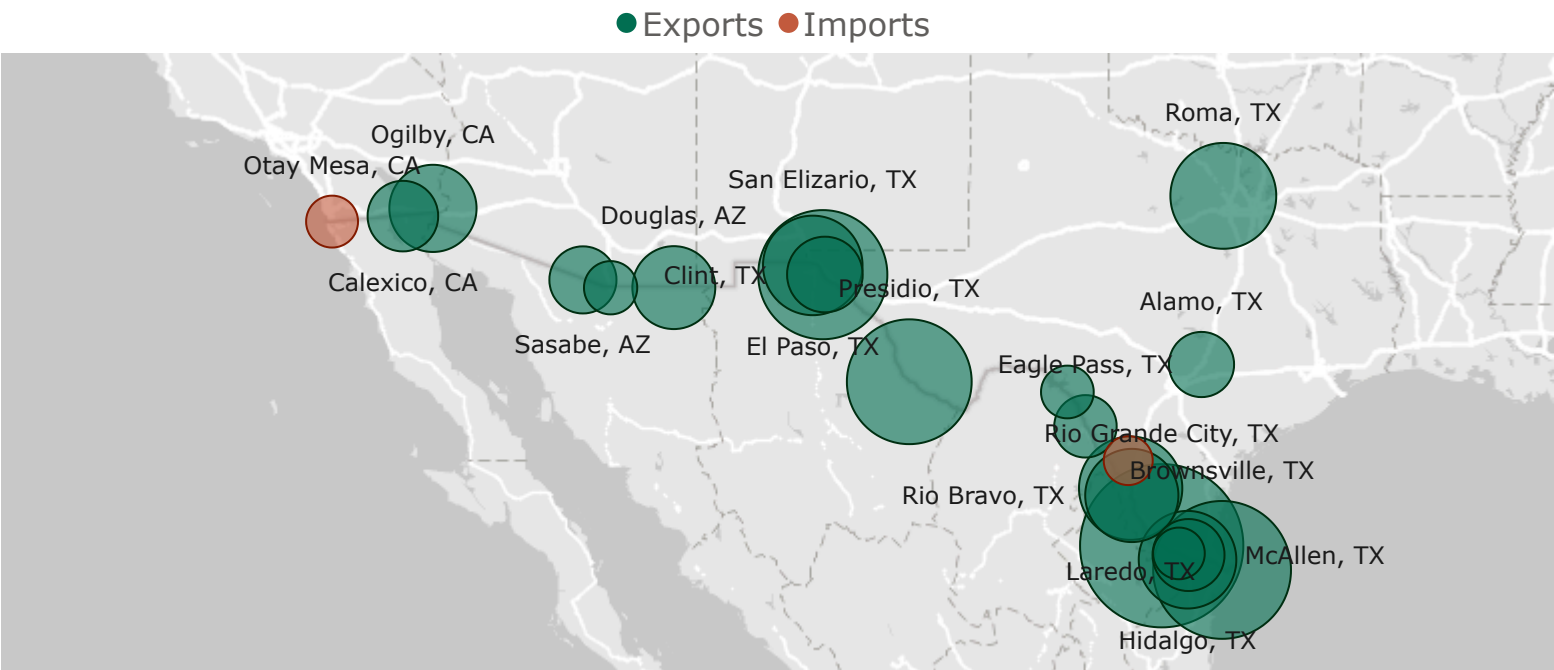 Exports Imports
Roma, TX
Ogilby, CA
Otay Mesa, CA
San Elizario, TX
Douglas, AZ
Clint, TX
Calexico, CA
Presidio, TX
Alamo, TX
Sasabe, AZ
El Paso, TX
Eagle Pass, TX
Rio Grande City, TX
Brownsville, TX
Rio Bravo, TX
McAllen, TX
Laredo, TX
Hidalgo, TX